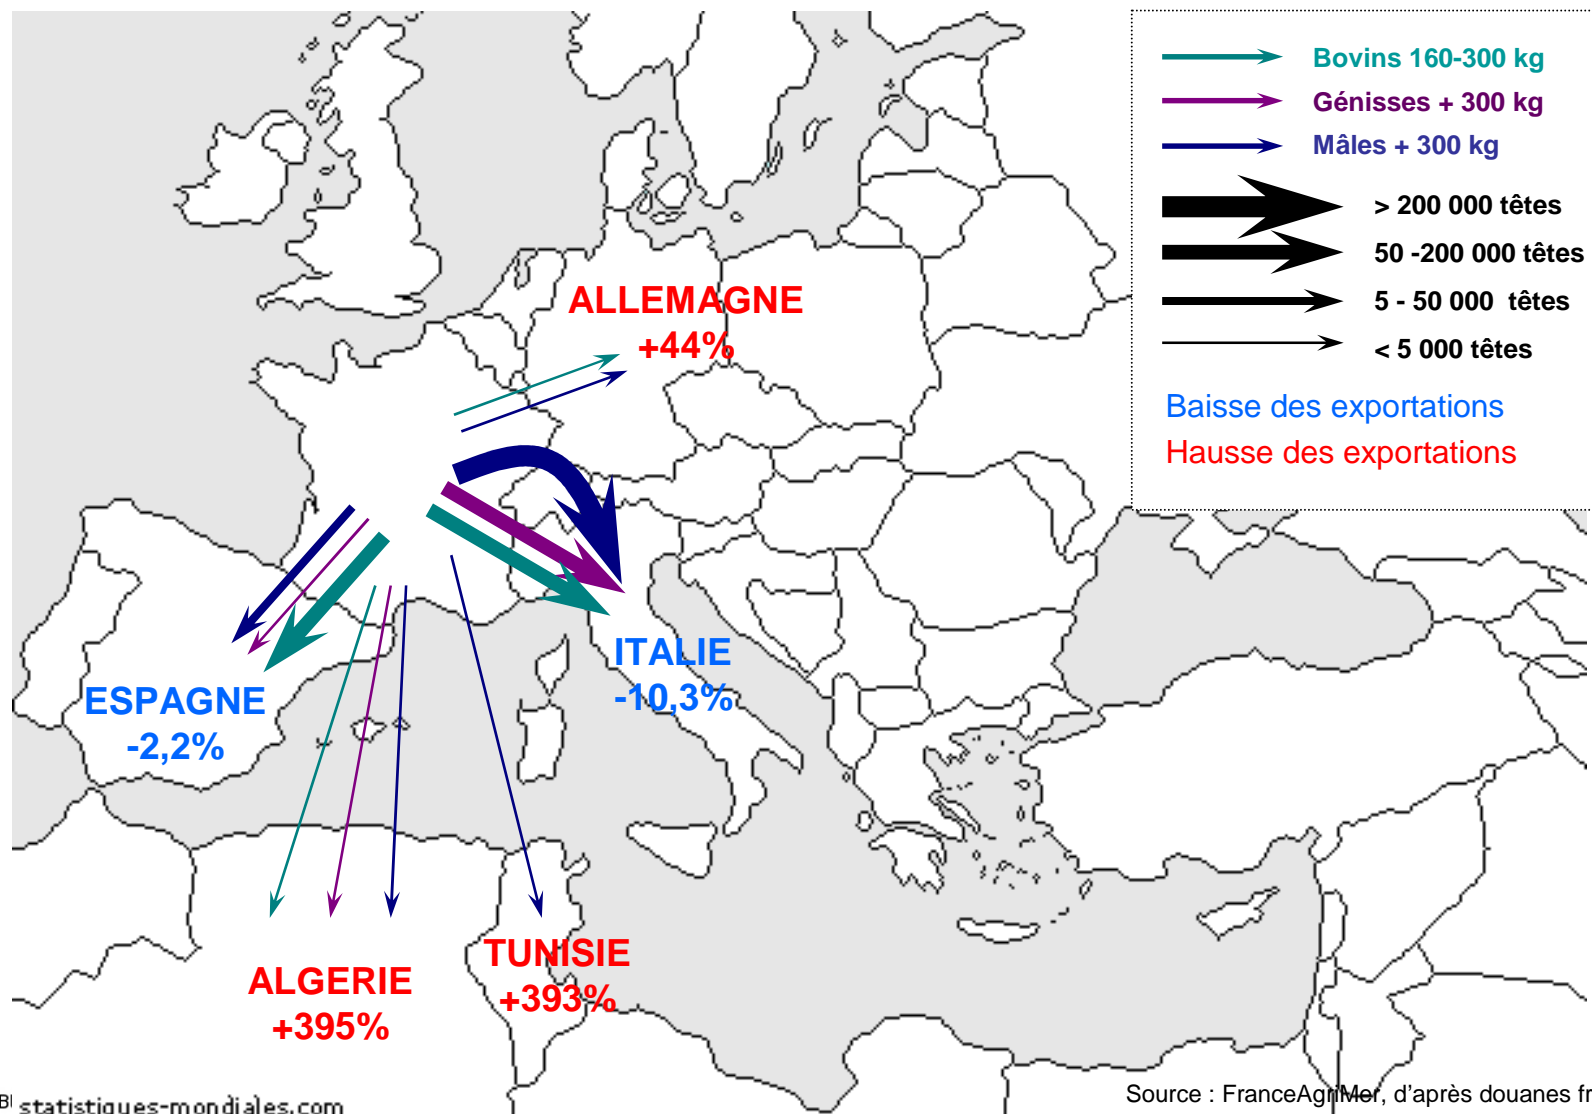 Bovins 160-300 kg
Génisses + 300 kg
Mâles + 300 kg
> 200 000 têtes
50 -200 000 têtes
5 - 50 000 têtes
< 5 000 têtes
Baisse des exportations
Hausse des exportations
ALLEMAGNE
+44%
ITALIE
-10,3%
ESPAGNE
-2,2%
TUNISIE
+393%
ALGERIE
+395%
statistiques-mondiales.com
Source : FranceAgriMer, d'après douanes fr